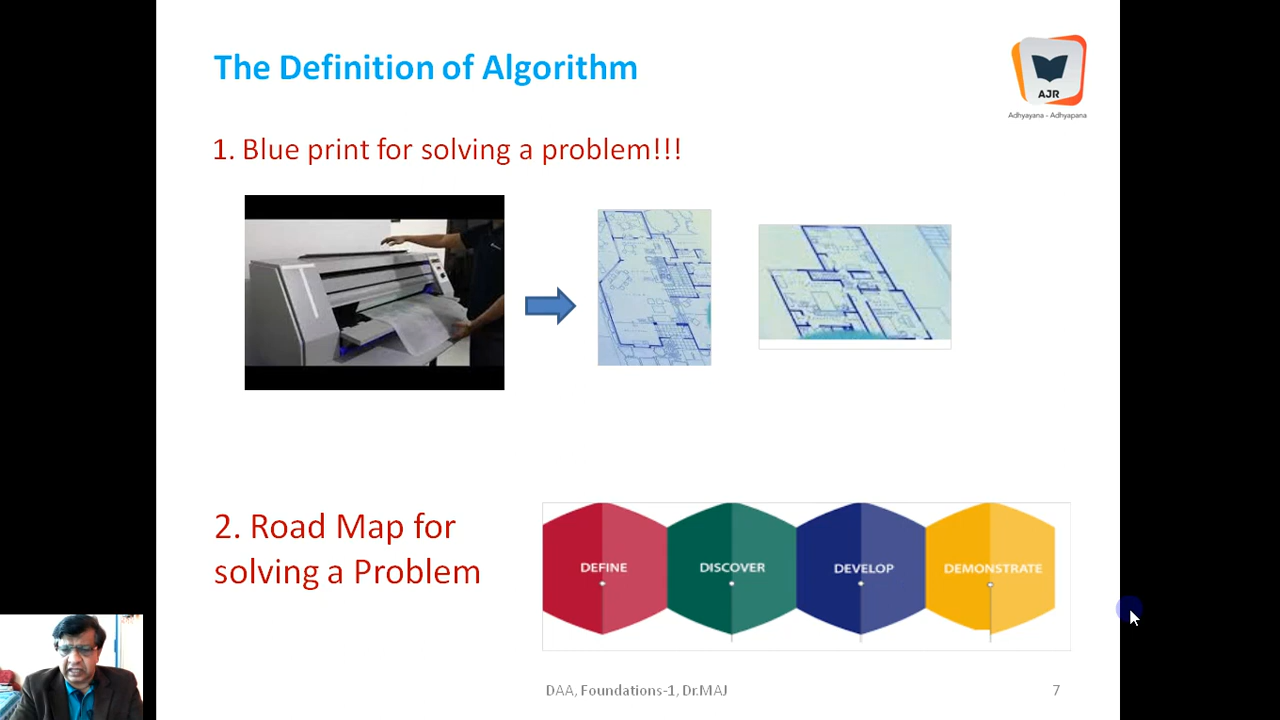 The Definition of Algorithm
AJR
Adhyayana - Adhyapana
1. Blue print for solving a problem!!!
2. Road Map for
solving a Problem
DEFINE
DISCOVER
DEVELOP
DEMONSTRATE
DAA, Foundations-1, Dr.MAJ
7